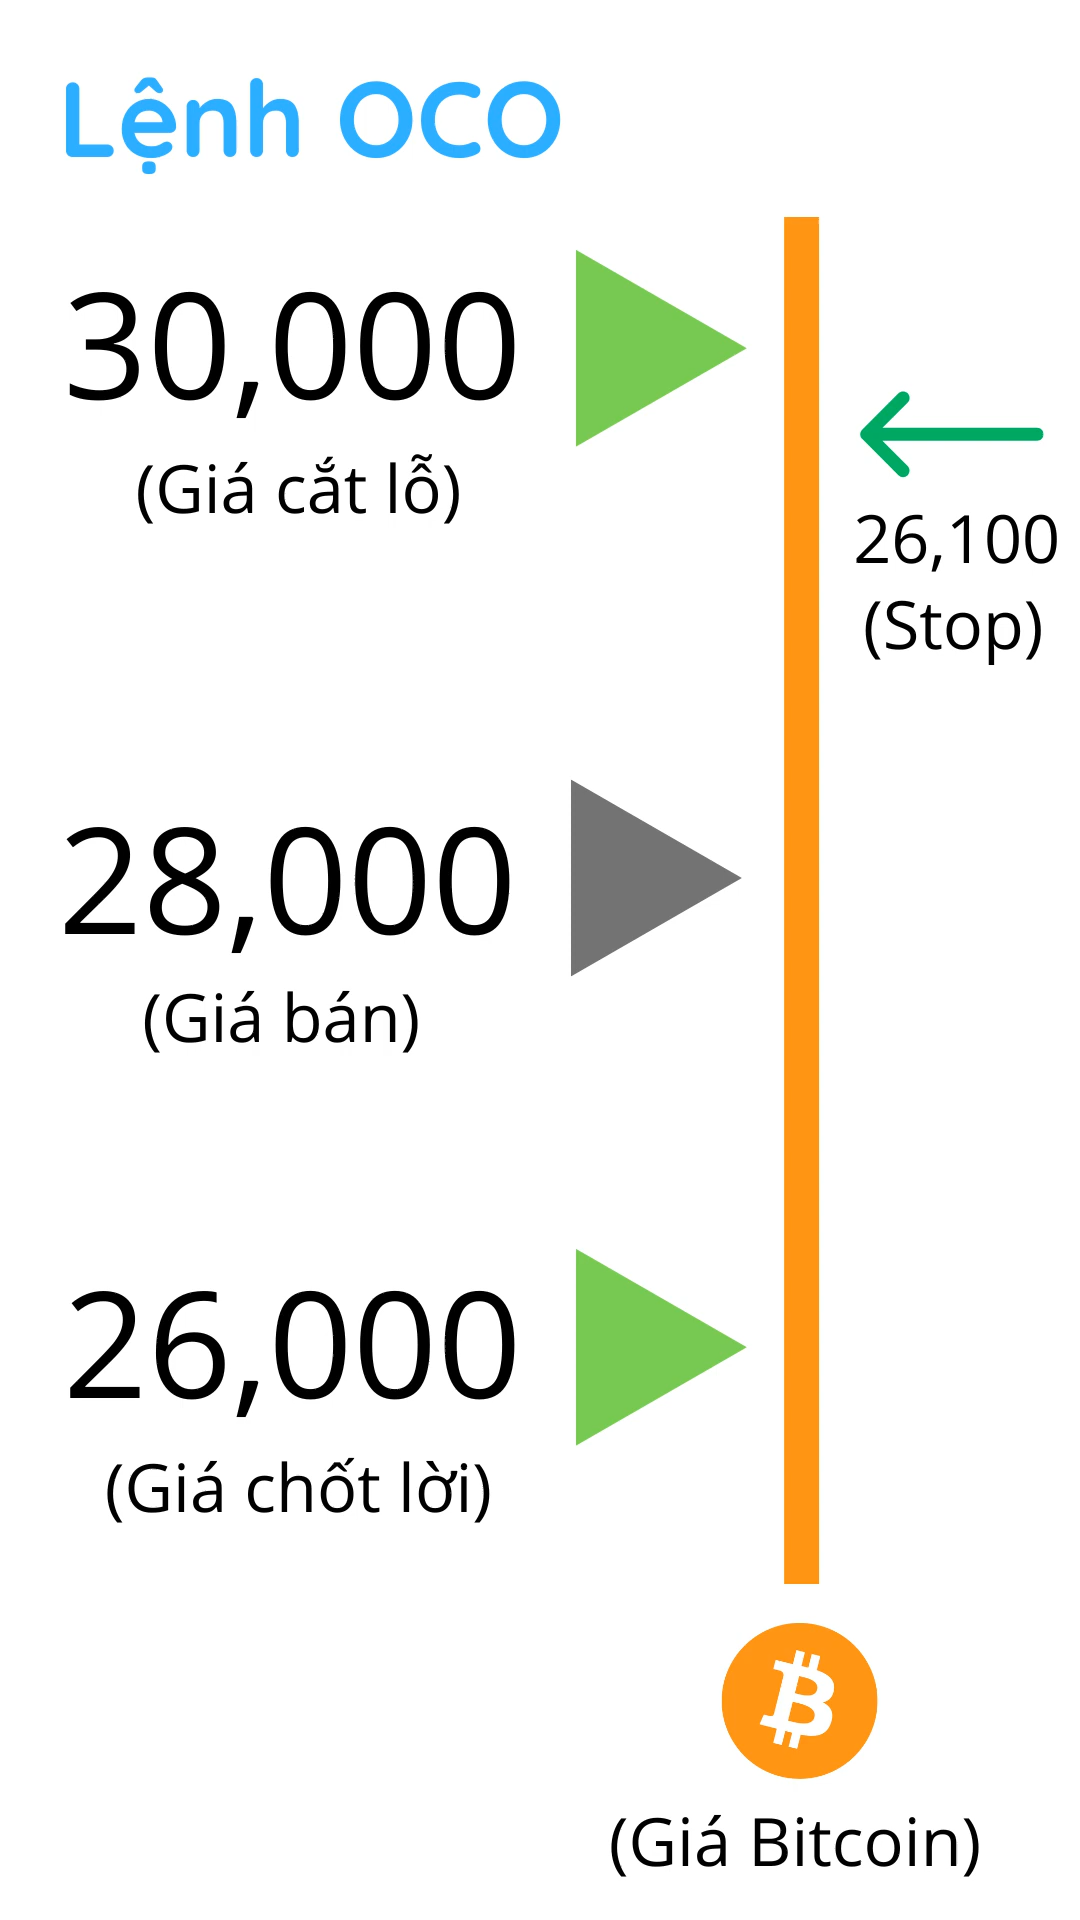 Lệnh OCO
30,000
(Giá cắt lỗ)
26,100
(Stop)
28,000
(Giá bán)
26,000
(Giá chốt lời)
(Giá Bitcoin)